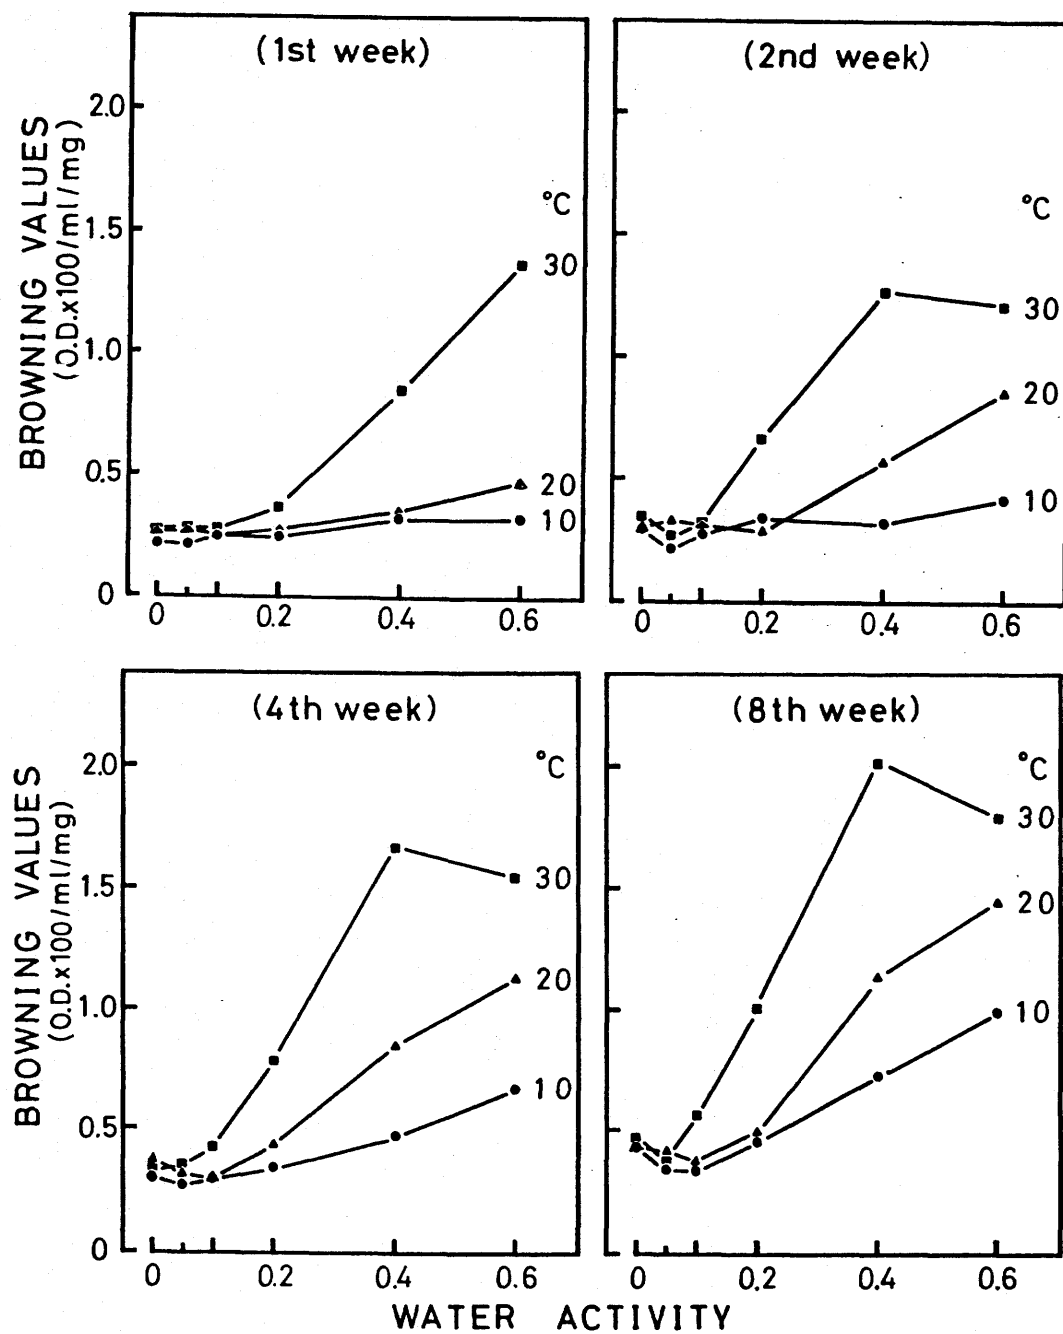 (1st week)
(2nd week)
BROWNING VALUES
(O.D.x100/ml/mg)
2.0
1.5
1.0
0.5
0
°C
30
20
10
0
0.2
0.4
0.6
°C
30
20
10
0
0.2
0.4
0.6
(4th week)
(8th week)
BROWNING VALUES
(O.D.x100/ml/mg)
2.0
1.5
1.0
0.5
0
°C
30
20
10
0
0.2
0.4
0.6
°C
30
20
10
0
0.2
0.4
0.6
WATER ACTIVITY